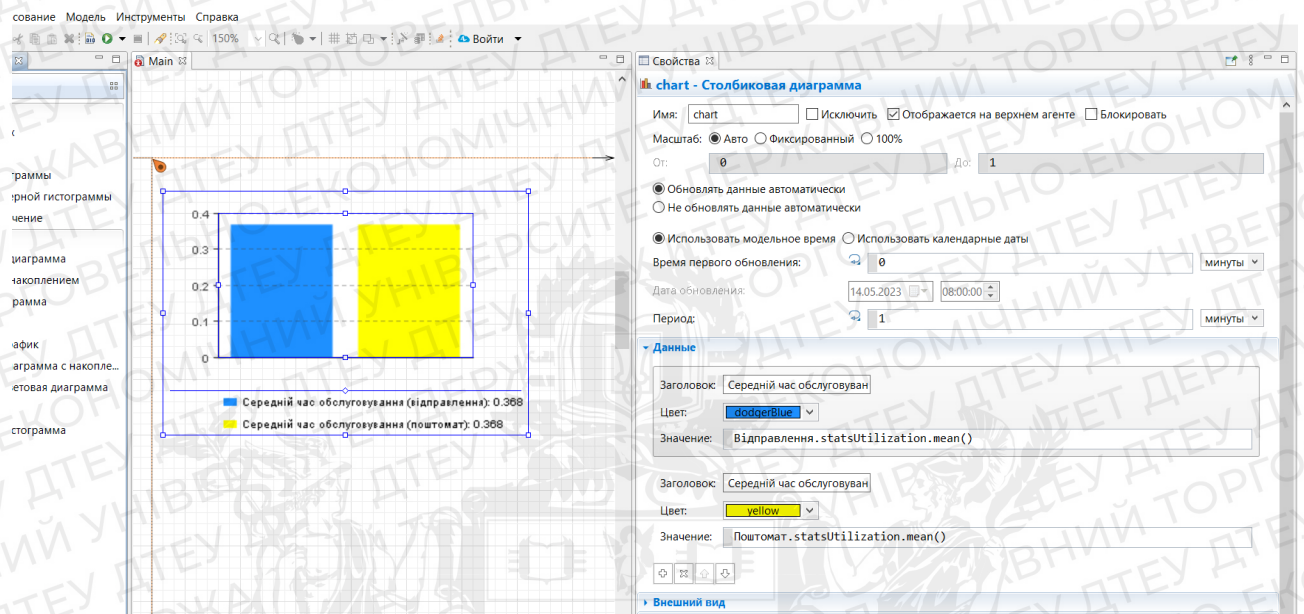 сование Модель Инструменты Справка
150% Войти
Main
Свойства
chart - Столбиковая диаграмма
Имя: chart Исключить Отображается на верхнем агенте Блокировать
Масштаб: Авто Фиксированный 100%
От: 0 До: 1
Обновлять данные автоматически
Не обновлять данные автоматически
Использовать модельное время Использовать календарные даты
Время первого обновления: 0 минуты
Дата обновления: 14.05.2023 08:00:00
Период: 1 минуты
Данные
Заголовок: Середній час обслуговуван
Цвет: dodgerBlue
Значение: Відправлення.statsUtilization.mean()
Заголовок: Середній час обслуговуван
Цвет: yellow
Значение: Поштомат.statsUtilization.mean()
Внешний вид
граммы
рной гистограммы
чение
диаграмма
накоплением
рамма
афик
аграмма с накопле...
етовая диаграмма
стограмма
0.4
0.3
0.2
0.1
0
Середній час обслуговування (відправлення): 0.368
Середній час обслуговування (поштомат): 0.368